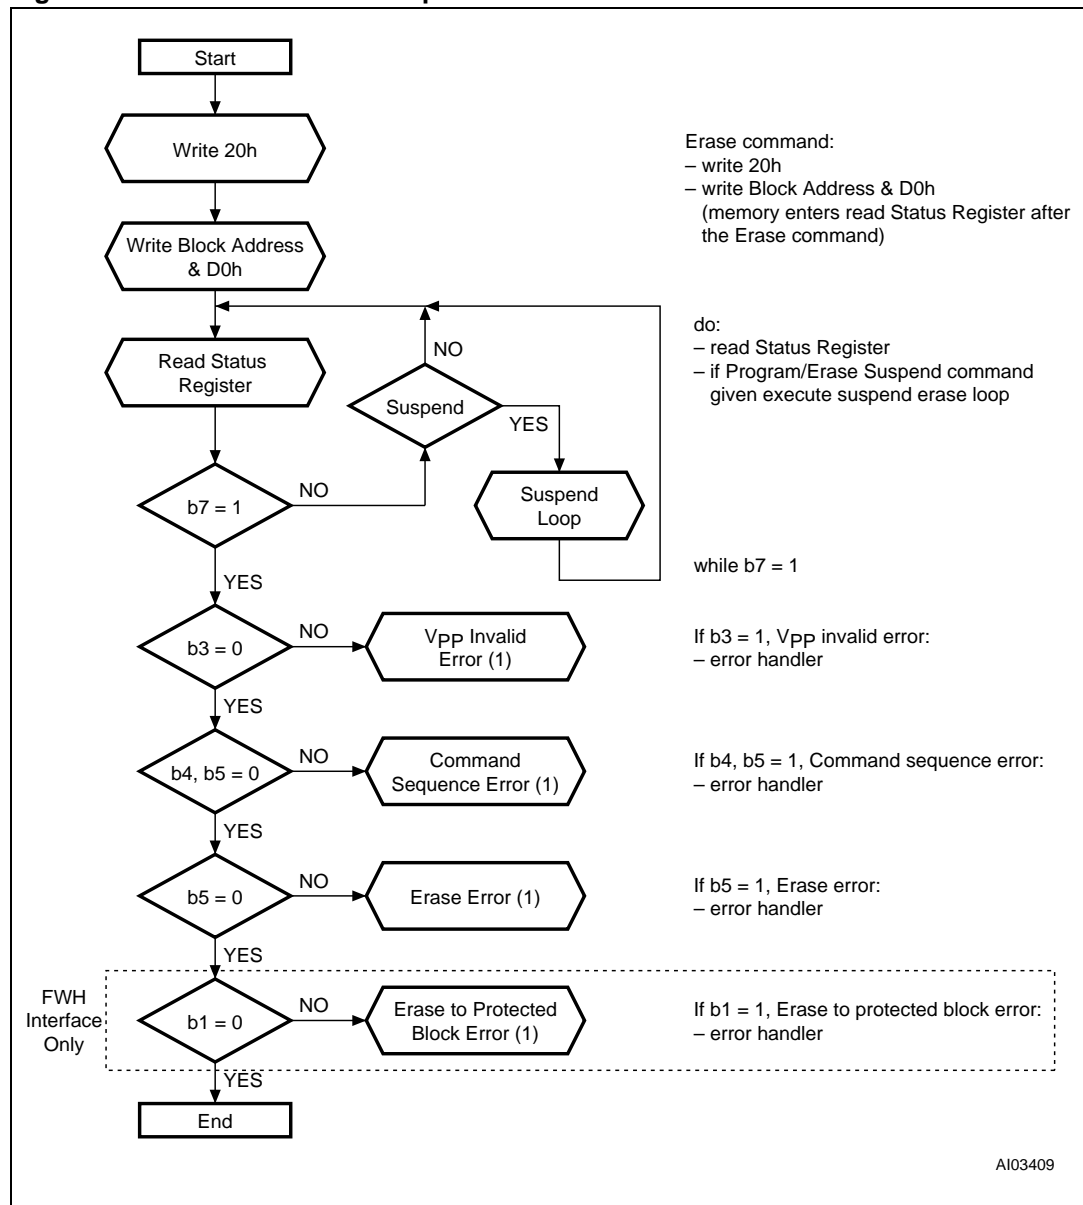 Start
Write 20h
Erase command:
– write 20h
– write Block Address & D0h
(memory enters read Status Register after
the Erase command)
Write Block Address
& D0h
NO
Read Status
Register
Suspend
YES
do:
– read Status Register
– if Program/Erase Suspend command
given execute suspend erase loop
b7 = 1
NO
Suspend
Loop
YES
while b7 = 1
b3 = 0
NO
VPP Invalid
Error (1)
If b3 = 1, VPP invalid error:
– error handler
YES
b4, b5 = 0
NO
Command
Sequence Error (1)
If b4, b5 = 1, Command sequence error:
– error handler
YES
b5 = 0
NO
Erase Error (1)
If b5 = 1, Erase error:
– error handler
YES
FWH
Interface
Only
b1 = 0
NO
Erase to Protected
Block Error (1)
If b1 = 1, Erase to protected block error:
– error handler
YES
End
AI03409